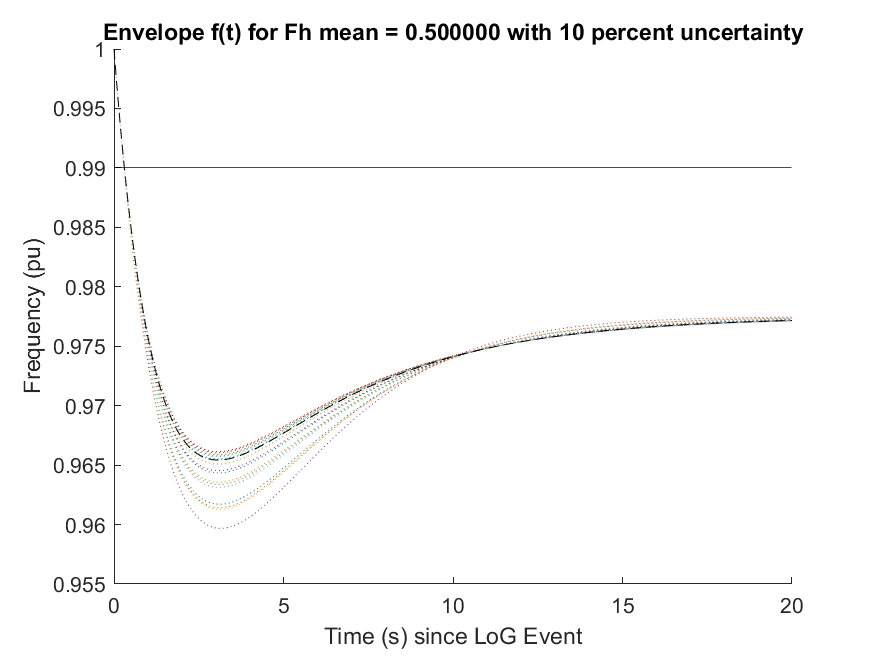 Envelope f(t) for Fh mean = 0.500000 with 10 percent uncertainty
1
0.995
0.99
0.985
0.98
0.975
0.97
0.965
0.96
0.955
Frequency (pu)
0 5 10 15 20
Time (s) since LoG Event